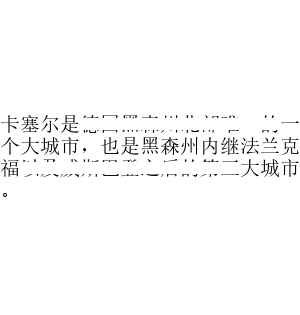 卡塞尔是德国黑森州北部唯一的一
个大城市，也是黑森州内继法兰克
福以及威斯巴登之后的第三大城市
。